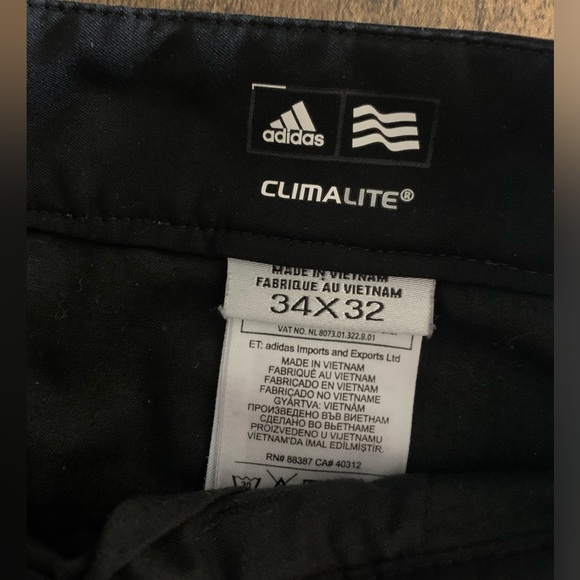 adidas
CLIMALITE®
MADE IN VIETNAM
FABRIQUE AU VIETNAM
34X32
VAT NO. NL 8073.01.322.B.01
ET: adidas Imports and Exports Ltd
MADE IN VIETNAM
FABRIQUÉ AU VIETNAM
FABRICADO EN VIETNAM
FABRICADO NO VIETNAME
GYÁRTVA: VIETNÁM
ПРОИЗВЕДЕНО ВЪВ ВИЕТНАМ
СДЕЛАНО ВО ВЬЕТНАМЕ
PROIZVEDENO U VIJETNAMU
VIETNAM'DA IMAL EDİLMİŞTİR.
RN# 88387 CA# 40312
30